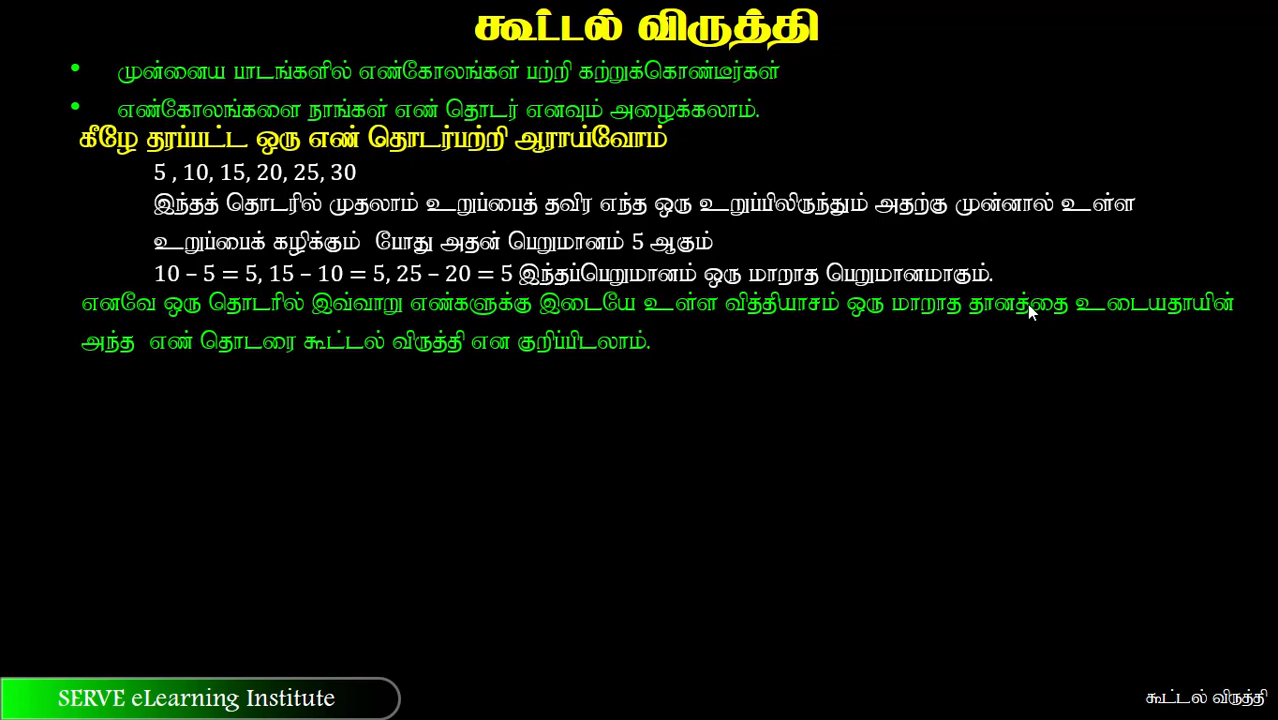 கூட்டல் விருத்தி
• முன்னைய பாடங்களில் எண்கோலங்கள் பற்றி கற்றுக்கொண்டீர்கள்
• எண்கோலங்களை நாங்கள் எண் தொடர் எனவும் அழைக்கலாம்.
கீழே தரப்பட்ட ஒரு எண் தொடர்பற்றி ஆராய்வோம்
5 , 10, 15, 20, 25, 30
இந்தத் தொடரில் முதலாம் உறுப்பைத் தவிர எந்த ஒரு உறுப்பிலிருந்தும் அதற்கு முன்னால் உள்ள
உறுப்பைக் கழிக்கும் போது அதன் பெறுமானம் 5 ஆகும்
10 – 5 = 5, 15 – 10 = 5, 25 – 20 = 5 இந்தப்பெறுமானம் ஒரு மாறாத பெறுமானமாகும்.
எனவே ஒரு தொடரில் இவ்வாறு எண்களுக்கு இடையே உள்ள வித்தியாசம் ஒரு மாறாத தானத்தை உடையதாயின்
அந்த எண் தொடரை கூட்டல் விருத்தி என குறிப்பிடலாம்.
SERVE eLearning Institute
கூட்டல் விருத்தி